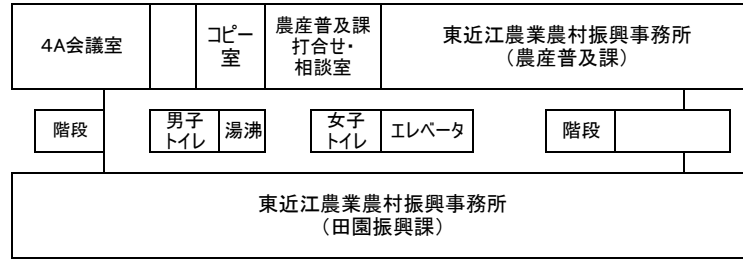 4A会議室
コピー
室
農産普及課
打合せ・
相談室
東近江農業農村振興事務所
（農産普及課）
階段
男子
トイレ
湯沸
女子
トイレ
エレベータ
階段
東近江農業農村振興事務所
（田園振興課）